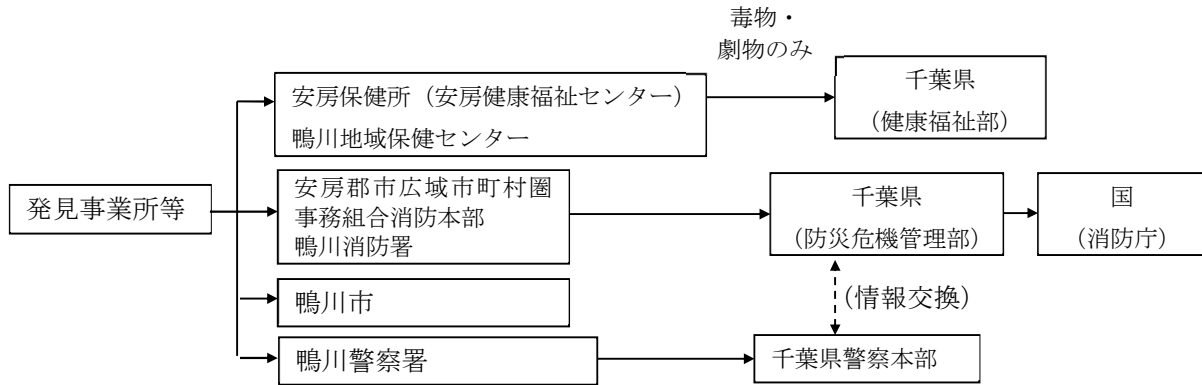 毒物・
劇物のみ
安房保健所（安房健康福祉センター）
鴨川地域保健センター
千葉県
（健康福祉部）
発見事業所等
安房郡市広域市町村圏
事務組合消防本部
鴨川消防署
千葉県
（防災危機管理部）
国
（消防庁）
鴨川市
（情報交換）
鴨川警察署
千葉県警察本部